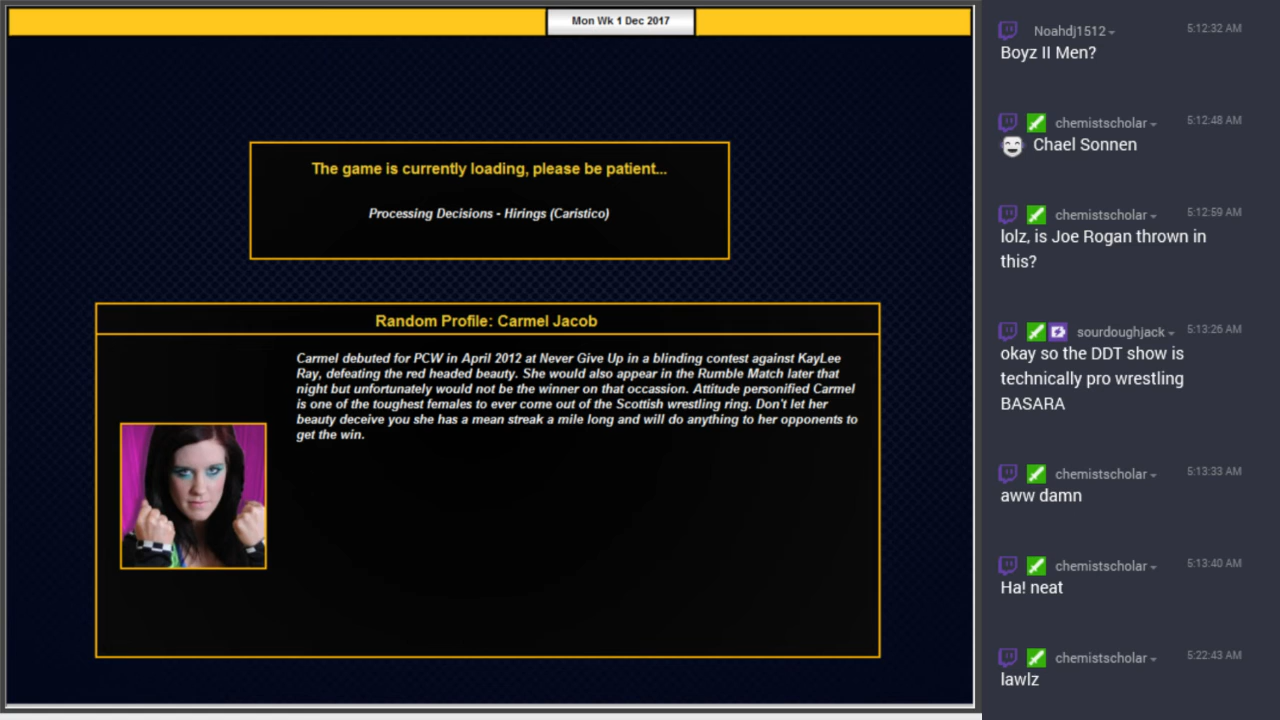 Mon Wk 1 Dec 2017
The game is currently loading, please be patient...
Processing Decisions - Hirings (Caristico)
Random Profile: Carmel Jacob
Carmel debuted for PCW in April 2012 at Never Give Up in a blinding contest against KayLee
Ray, defeating the red headed beauty. She would also appear in the Rumble Match later that
night but unfortunately would not be the winner on that occassion. Attitude personified Carmel
is one of the toughest females to ever come out of the Scottish wrestling ring. Don't let her
beauty deceive you she has a mean streak a mile long and will do anything to her opponents to
get the win.
Noahdj1512 5:12:32 AM
Boyz II Men?
chemistscholar 5:12:48 AM
Chael Sonnen
chemistscholar 5:12:59 AM
lolz, is Joe Rogan thrown in
this?
sourdoughjack 5:13:26 AM
okay so the DDT show is
technically pro wrestling
BASARA
chemistscholar 5:13:33 AM
aww damn
chemistscholar 5:13:40 AM
Ha! neat
chemistscholar 5:22:43 AM
lawlz